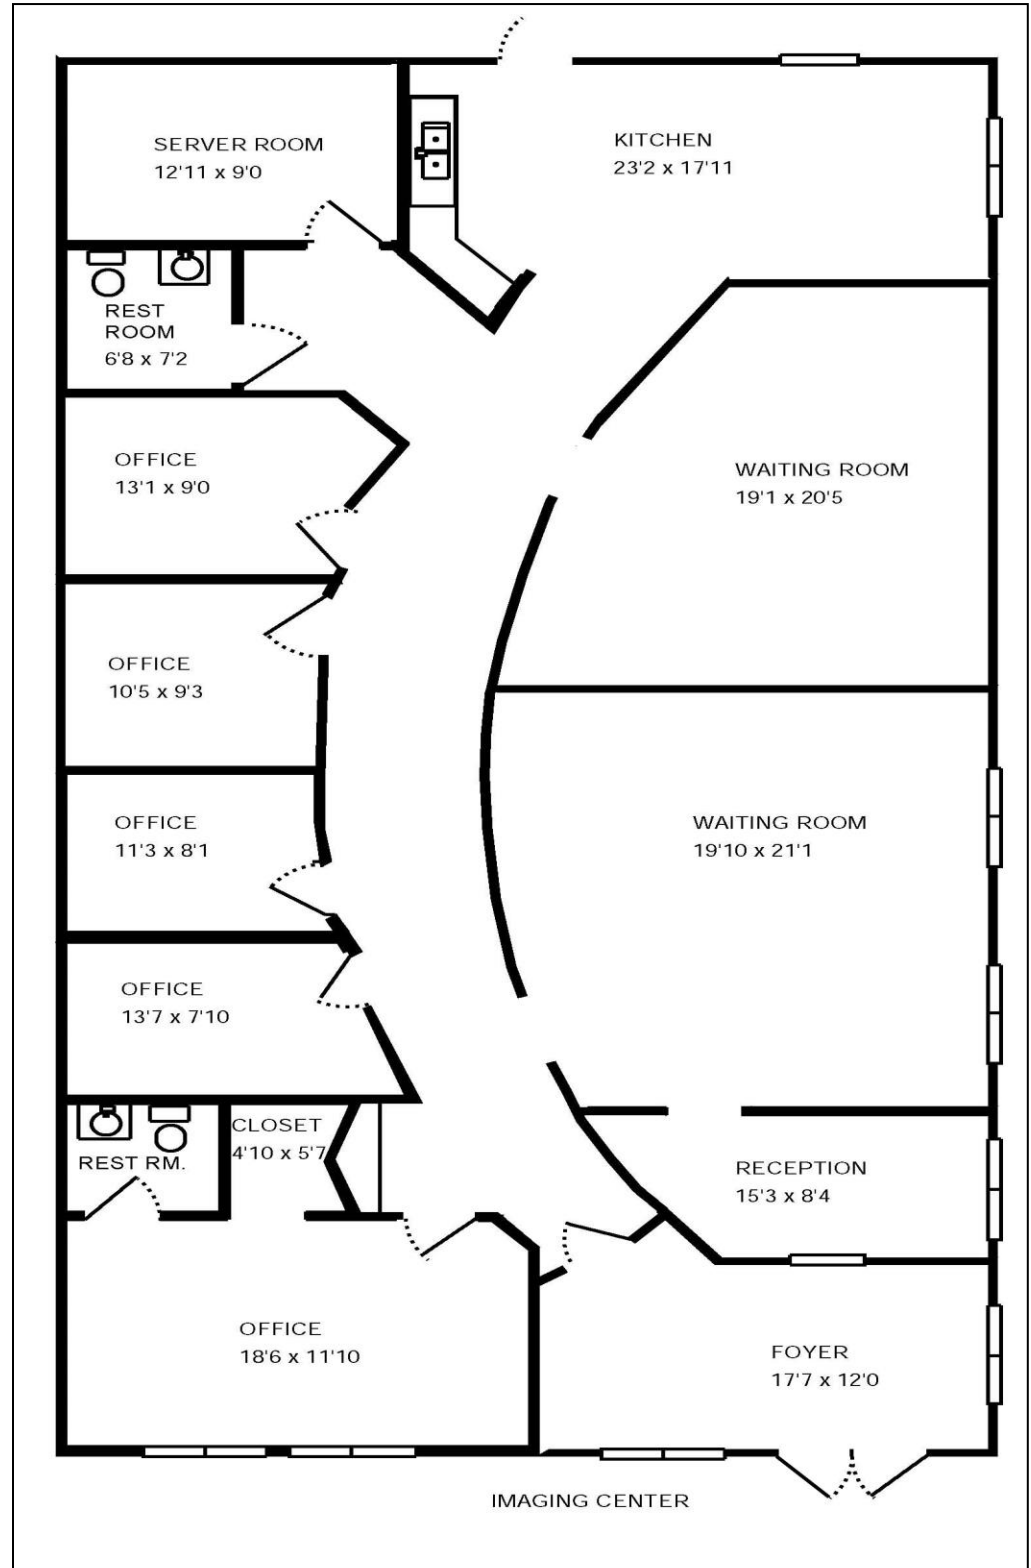 SERVER ROOM
12'11 x 9'0
KITCHEN
23'2 x 17'11
REST
ROOM
6'8 x 7'2
OFFICE
13'1 x 9'0
WAITING ROOM
19'1 x 20'5
OFFICE
10'5 x 9'3
OFFICE
11'3 x 8'1
WAITING ROOM
19'10 x 21'1
OFFICE
13'7 x 7'10
CLOSET
4'10 x 5'7
REST RM.
RECEPTION
15'3 x 8'4
OFFICE
18'6 x 11'10
FOYER
17'7 x 12'0
IMAGING CENTER